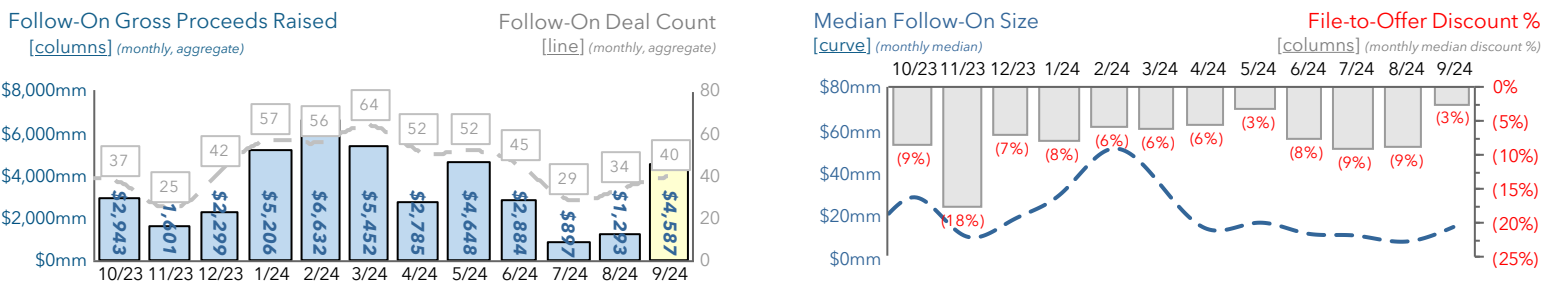 Follow-On Gross Proceeds Raised
[columns] (monthly, aggregate)
Follow-On Deal Count
[line] (monthly, aggregate)
$8,000mm
$6,000mm
$4,000mm
$2,000mm
$0mm
80
60
40
20
0
37
25
42
57
56
64
52
52
45
29
34
40
$2,943
1,601
$2,299
$5,206
$6,632
$5,452
$2,785
$4,648
$2,884
$897
$1,293
$4,587
10/23 11/23 12/23 1/24 2/24 3/24 4/24 5/24 6/24 7/24 8/24 9/24
Median Follow-On Size
[curve] (monthly median)
File-to-Offer Discount %
[columns] (monthly median discount %)
10/23 11/23 12/23 1/24 2/24 3/24 4/24 5/24 6/24 7/24 8/24 9/24
$80mm
$60mm
$40mm
$20mm
$0mm
(9%)
(18%)
(7%)
(8%)
(6%)
(6%)
(6%)
(3%)
(8%)
(9%)
(9%)
(3%)
0%
(5%)
(10%)
(15%)
(20%)
(25%)